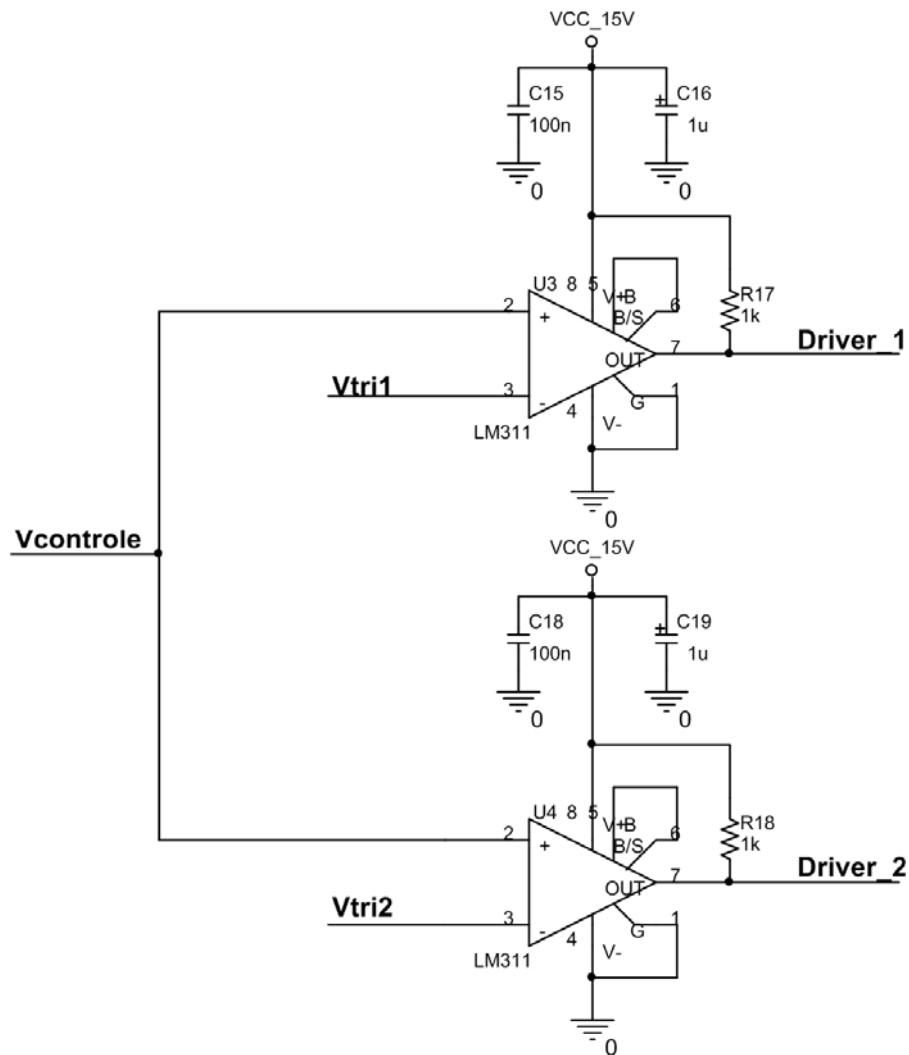 VCC_15V
C15
100n
0
+
C16
1u
0
U3
8
5
V+
B
B/S
6
R17
1k
2
+
OUT
7
Driver_1
Vtri1
3
-
G
1
4
V-
LM311
0
Vcontrole
VCC_15V
C18
100n
0
+
C19
1u
0
U4
8
5
V+
B
B/S
6
R18
1k
2
+
OUT
7
Driver_2
Vtri2
3
-
G
1
4
V-
LM311
0